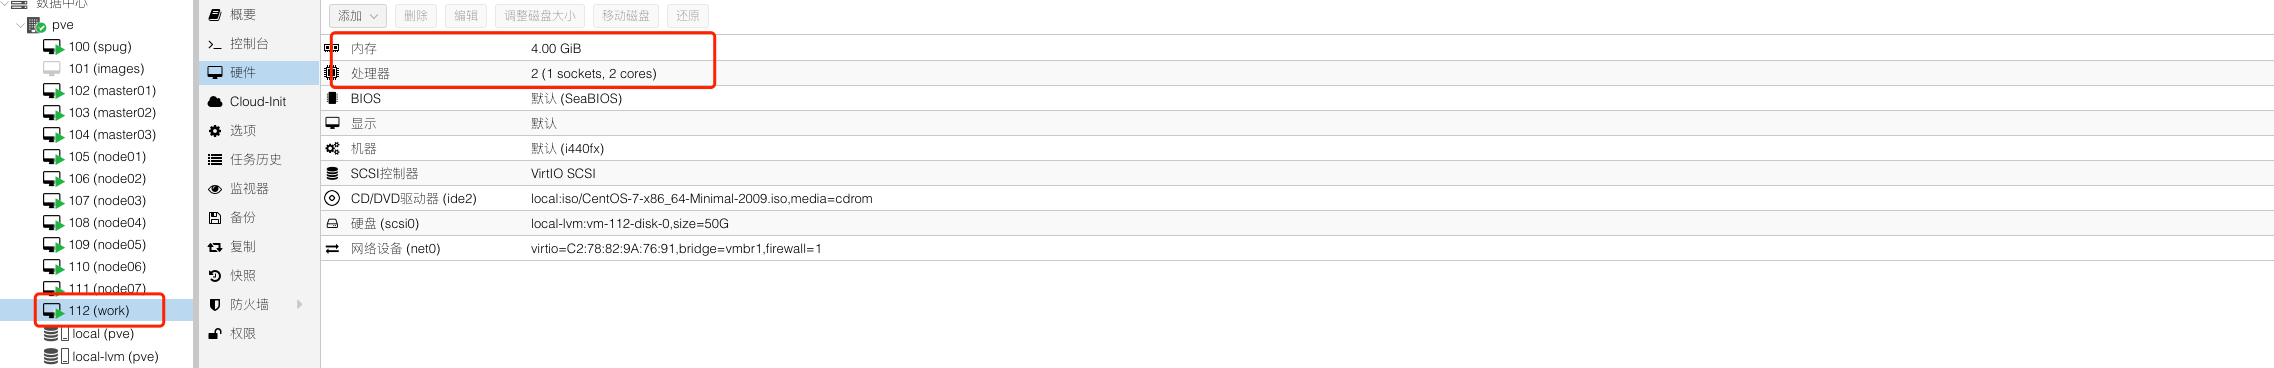 数据中心
pve
100 (spug)
101 (images)
102 (master01)
103 (master02)
104 (master03)
105 (node01)
106 (node02)
107 (node03)
108 (node04)
109 (node05)
110 (node06)
111 (node07)
112 (work)
local (pve)
local-lvm (pve)
概要
控制台
硬件
Cloud-Init
选项
任务历史
监视器
备份
复制
快照
防火墙
权限
添加 删除 编辑 调整磁盘大小 移动磁盘 还原
内存 4.00 GiB
处理器 2 (1 sockets, 2 cores)
BIOS 默认 (SeaBIOS)
显示 默认
机器 默认 (i440fx)
SCSI控制器 VirtIO SCSI
CD/DVD驱动器 (ide2) local:iso/CentOS-7-x86_64-Minimal-2009.iso,media=cdrom
硬盘 (scsi0) local-lvm:vm-112-disk-0,size=50G
网络设备 (net0) virtio=C2:78:82:9A:76:91,bridge=vmbr1,firewall=1